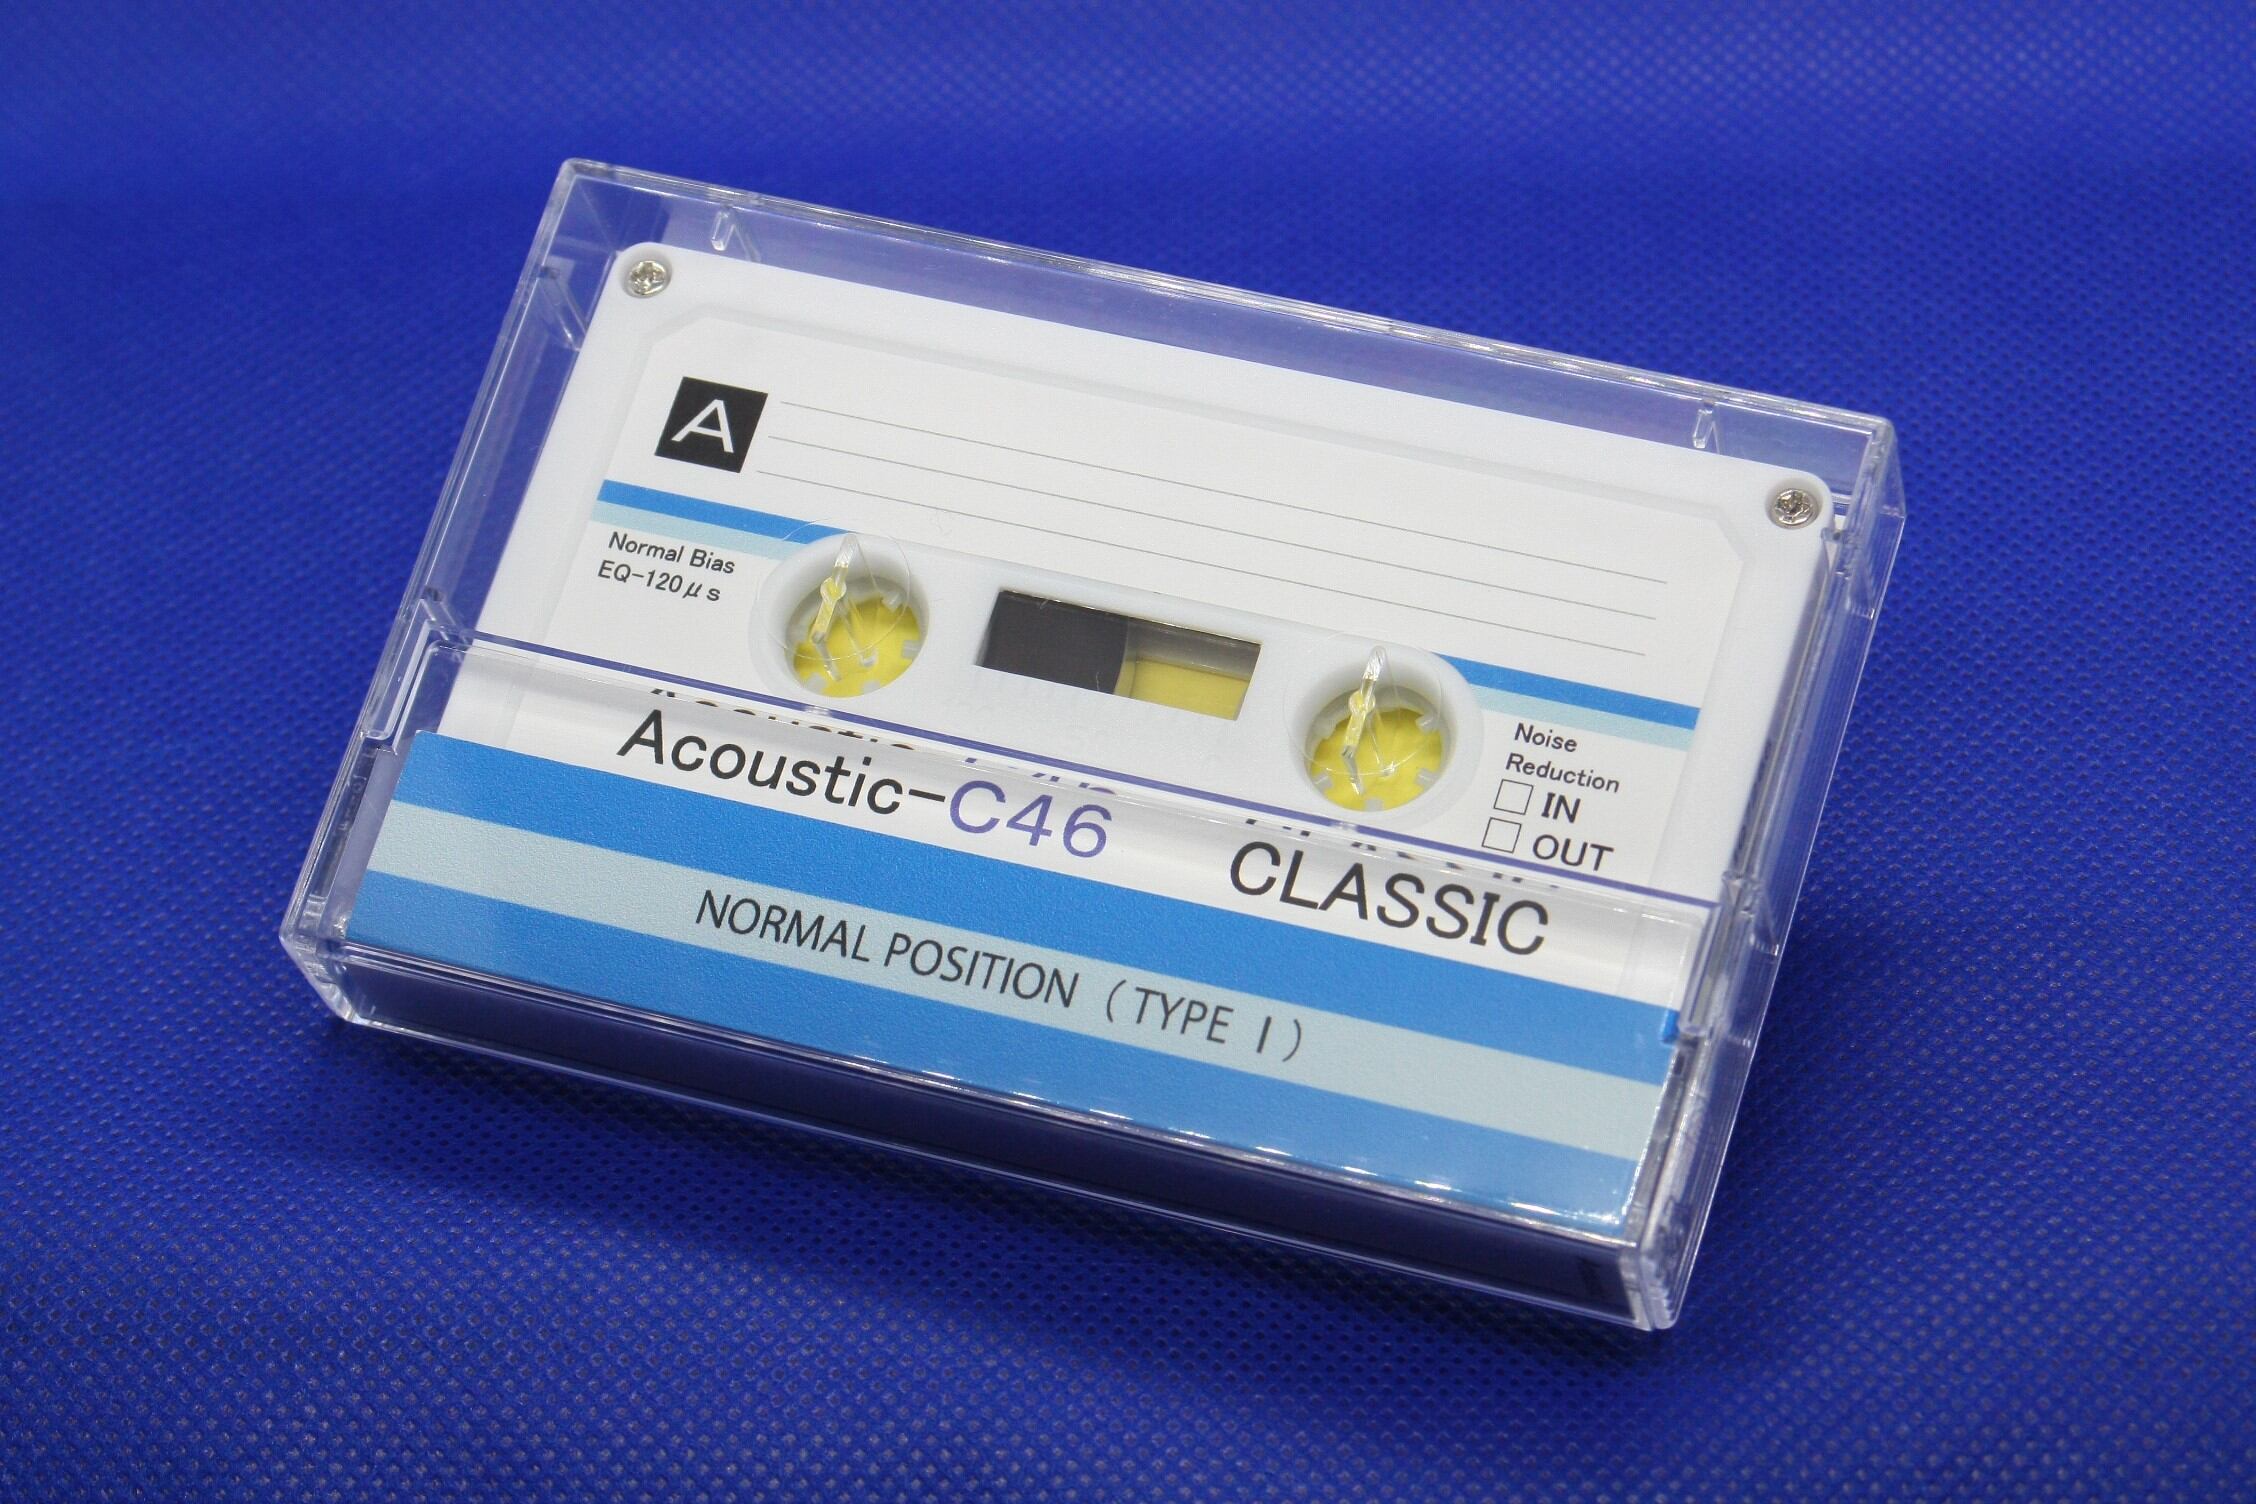 A
Normal Bias
EQ-120μs
Noise
Reduction
IN
OUT
Acoustic-C46
CLASSIC
NORMAL POSITION (TYPE I)